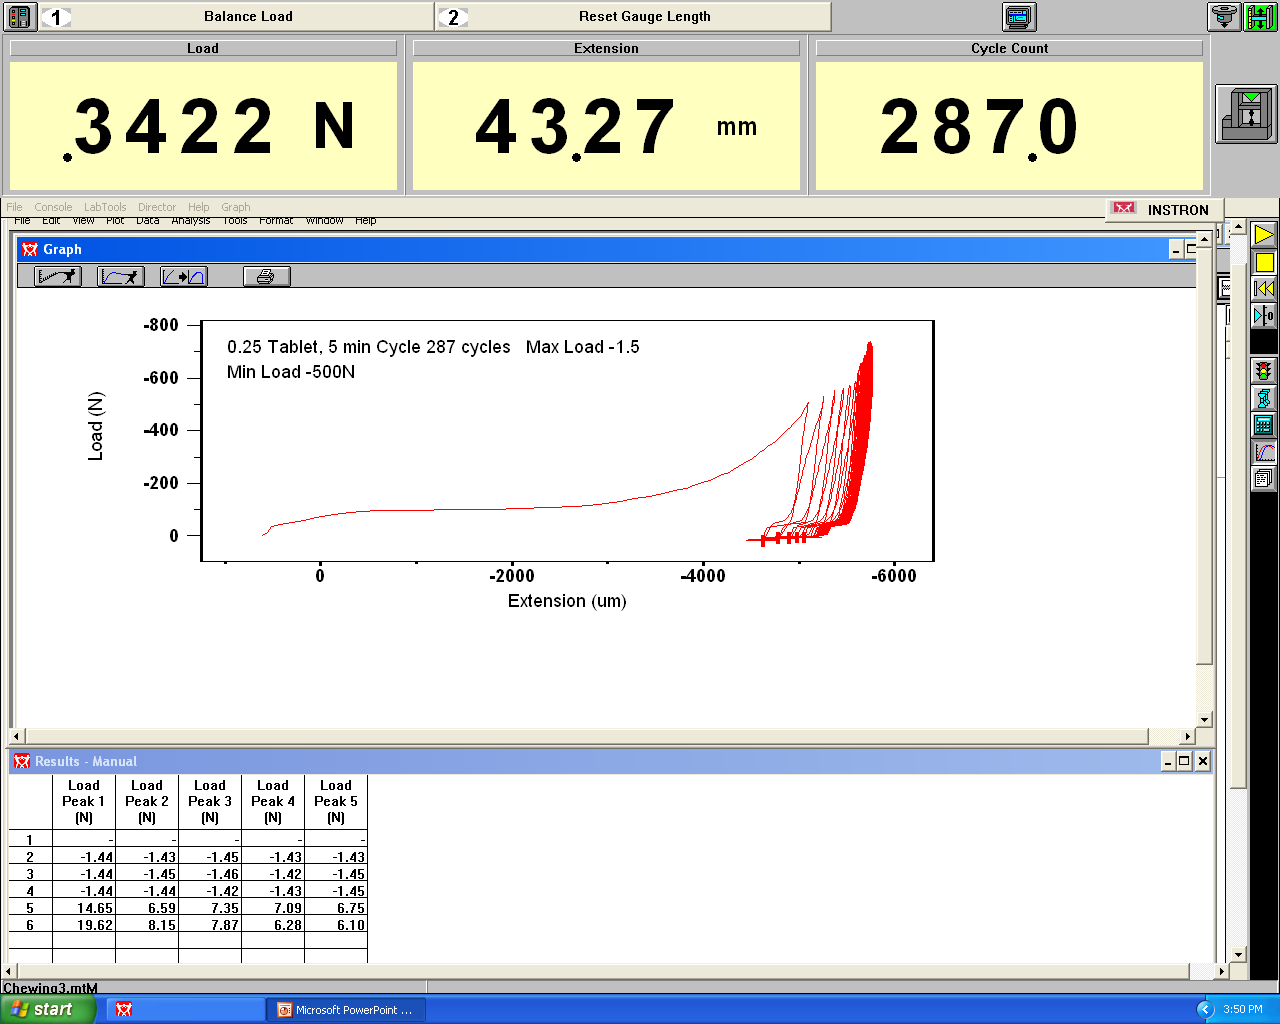 1 Balance Load 2 Reset Gauge Length
Load Extension Cycle Count
.3422 N 43.27 mm 287.0
File Console LabTools Director Help Graph
INSTRON
File Edit View Plot Data Analysis Tools Format Window Help
Graph
0.25 Tablet, 5 min Cycle 287 cycles Max Load -1.5
Min Load -500N
-800
-600
-400
-200
0
Load (N)
0 -2000 -4000 -6000
Extension (um)
Results - Manual
Load Load Load Load Load
Peak 1 Peak 2 Peak 3 Peak 4 Peak 5
(N) (N) (N) (N) (N)
1 - - - - -
2 -1.44 -1.43 -1.45 -1.43 -1.43
3 -1.44 -1.45 -1.46 -1.42 -1.45
4 -1.44 -1.44 -1.42 -1.43 -1.45
5 14.65 6.59 7.35 7.09 6.75
6 19.62 8.15 7.87 6.28 6.10
Chewing3.mtM
start Microsoft PowerPoint ... 3:50 PM